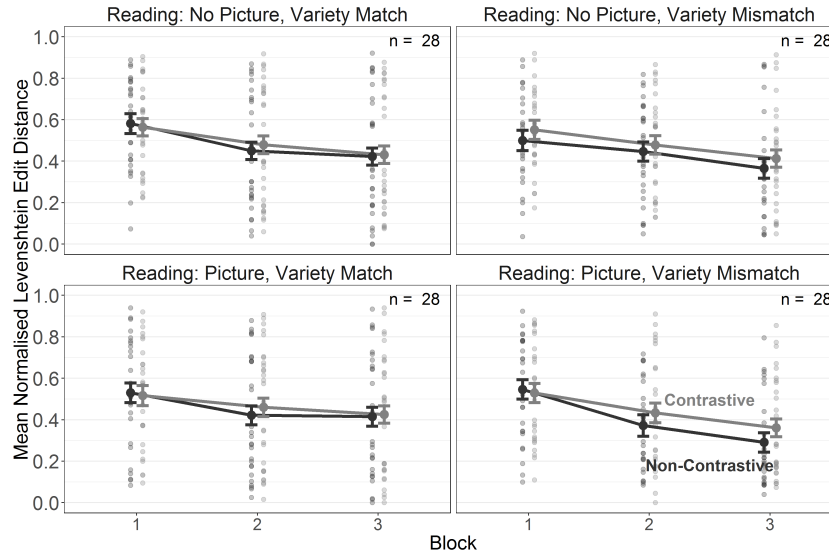 Reading: No Picture, Variety Match
Reading: No Picture, Variety Mismatch
Mean Normalised Levenshtein Edit Distance
1.0
0.8
0.6
0.4
0.2
0.0
n = 28
n = 28
Reading: Picture, Variety Match
Reading: Picture, Variety Mismatch
1.0
0.8
0.6
0.4
0.2
0.0
n = 28
n = 28
Contrastive
Non-Contrastive
1 2 3
1 2 3
Block